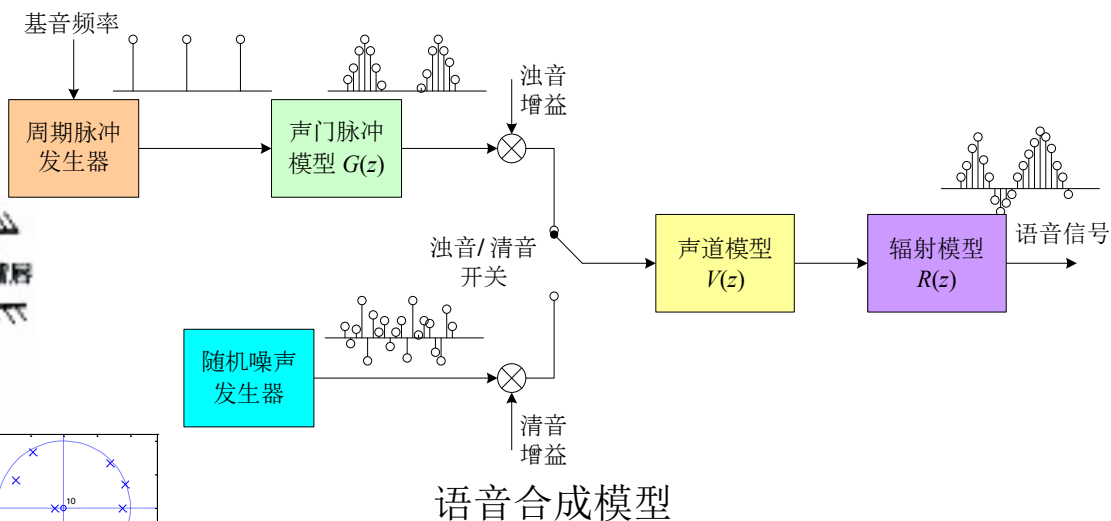 基音频率
周期脉冲
发生器
声门脉冲
模型 G(z)
浊音
增益
浊音/清音
开关
声道模型
V(z)
辐射模型
R(z)
语音信号
随机噪声
发生器
清音
增益
10
语音合成模型